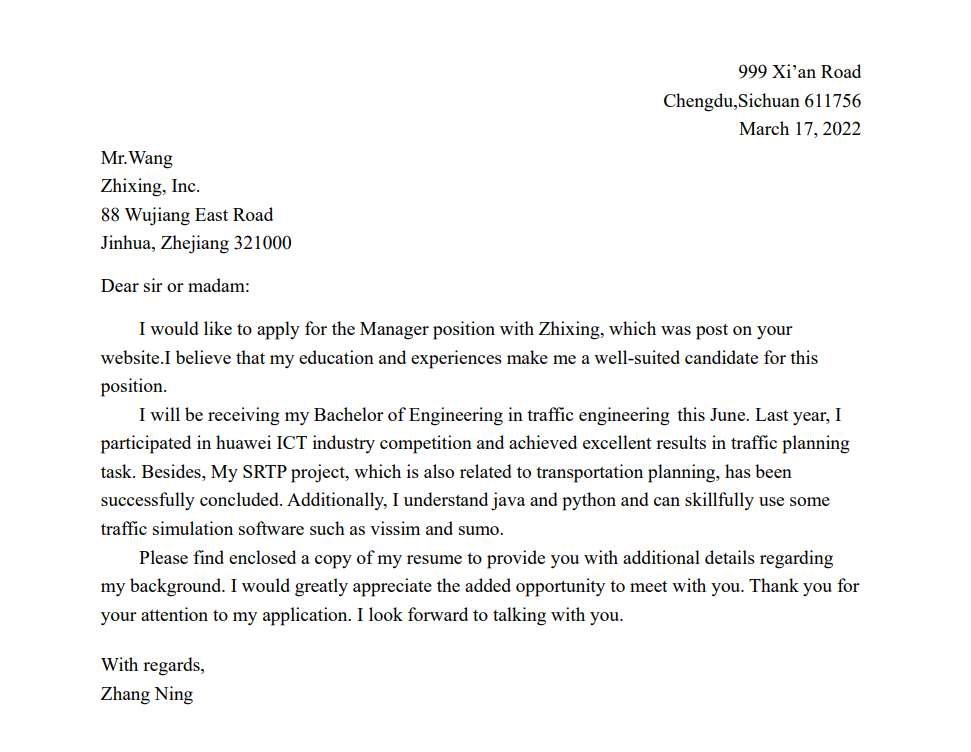 999 Xi’an Road
Chengdu,Sichuan 611756
March 17, 2022
Mr.Wang
Zhixing, Inc.
88 Wujiang East Road
Jinhua, Zhejiang 321000
Dear sir or madam:
I would like to apply for the Manager position with Zhixing, which was post on your
website.I believe that my education and experiences make me a well-suited candidate for this
position.
I will be receiving my Bachelor of Engineering in traffic engineering this June. Last year, I
participated in huawei ICT industry competition and achieved excellent results in traffic planning
task. Besides, My SRTP project, which is also related to transportation planning, has been
successfully concluded. Additionally, I understand java and python and can skillfully use some
traffic simulation software such as vissim and sumo.
Please find enclosed a copy of my resume to provide you with additional details regarding
my background. I would greatly appreciate the added opportunity to meet with you. Thank you for
your attention to my application. I look forward to talking with you.
With regards,
Zhang Ning